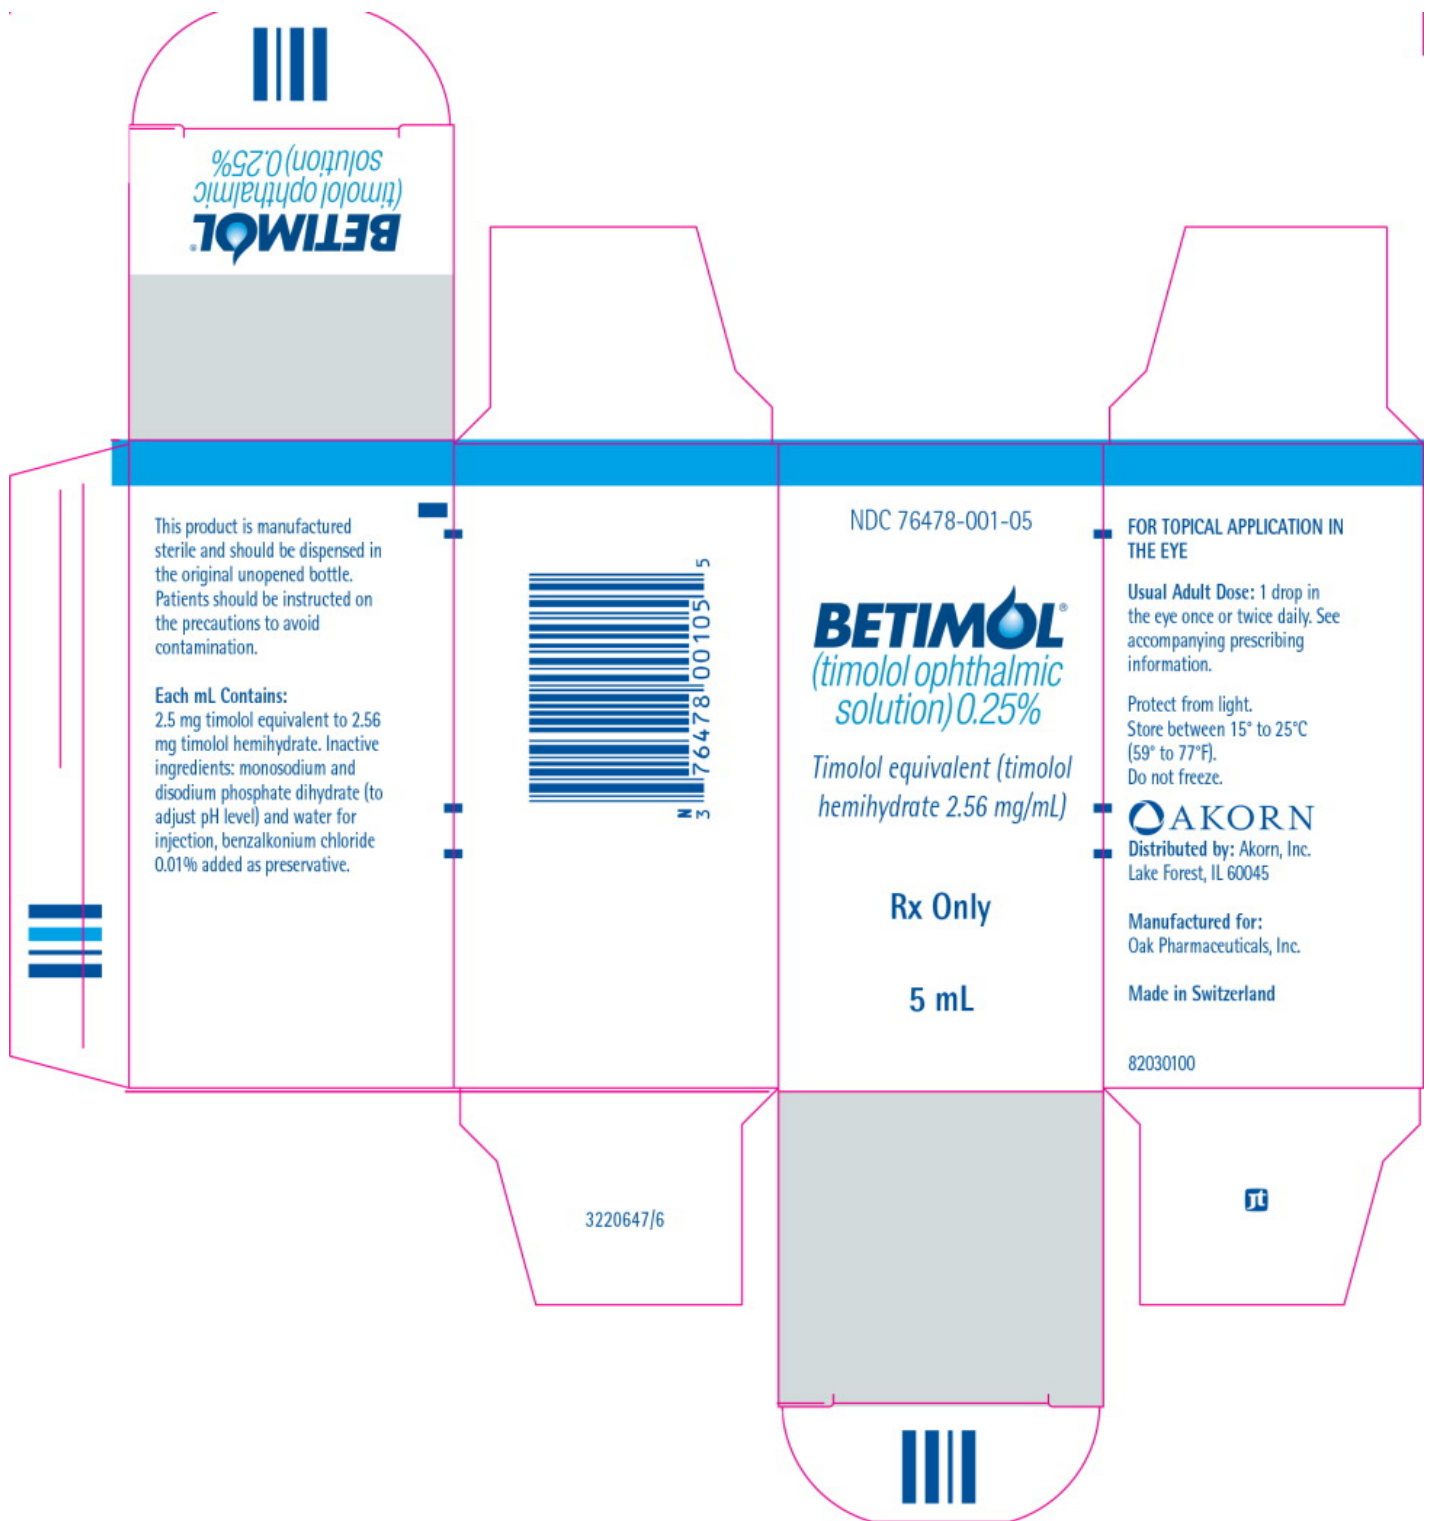 BETIMOL®
(timolol ophthalmic
solution) 0.25%
This product is manufactured
sterile and should be dispensed in
the original unopened bottle.
Patients should be instructed on
the precautions to avoid
contamination.
Each mL Contains:
2.5 mg timolol equivalent to 2.56
mg timolol hemihydrate. Inactive
ingredients: monosodium and
disodium phosphate dihydrate (to
adjust pH level) and water for
injection, benzalkonium chloride
0.01% added as preservative.
N
3 76478 00105 5
NDC 76478-001-05
BETIMOL®
(timolol ophthalmic
solution) 0.25%
Timolol equivalent (timolol
hemihydrate 2.56 mg/mL)
Rx Only
5 mL
FOR TOPICAL APPLICATION IN
THE EYE
Usual Adult Dose: 1 drop in
the eye once or twice daily. See
accompanying prescribing
information.
Protect from light.
Store between 15° to 25°C
(59° to 77°F).
Do not freeze.
AKORN
Distributed by: Akorn, Inc.
Lake Forest, IL 60045
Manufactured for:
Oak Pharmaceuticals, Inc.
Made in Switzerland
82030100
3220647/6